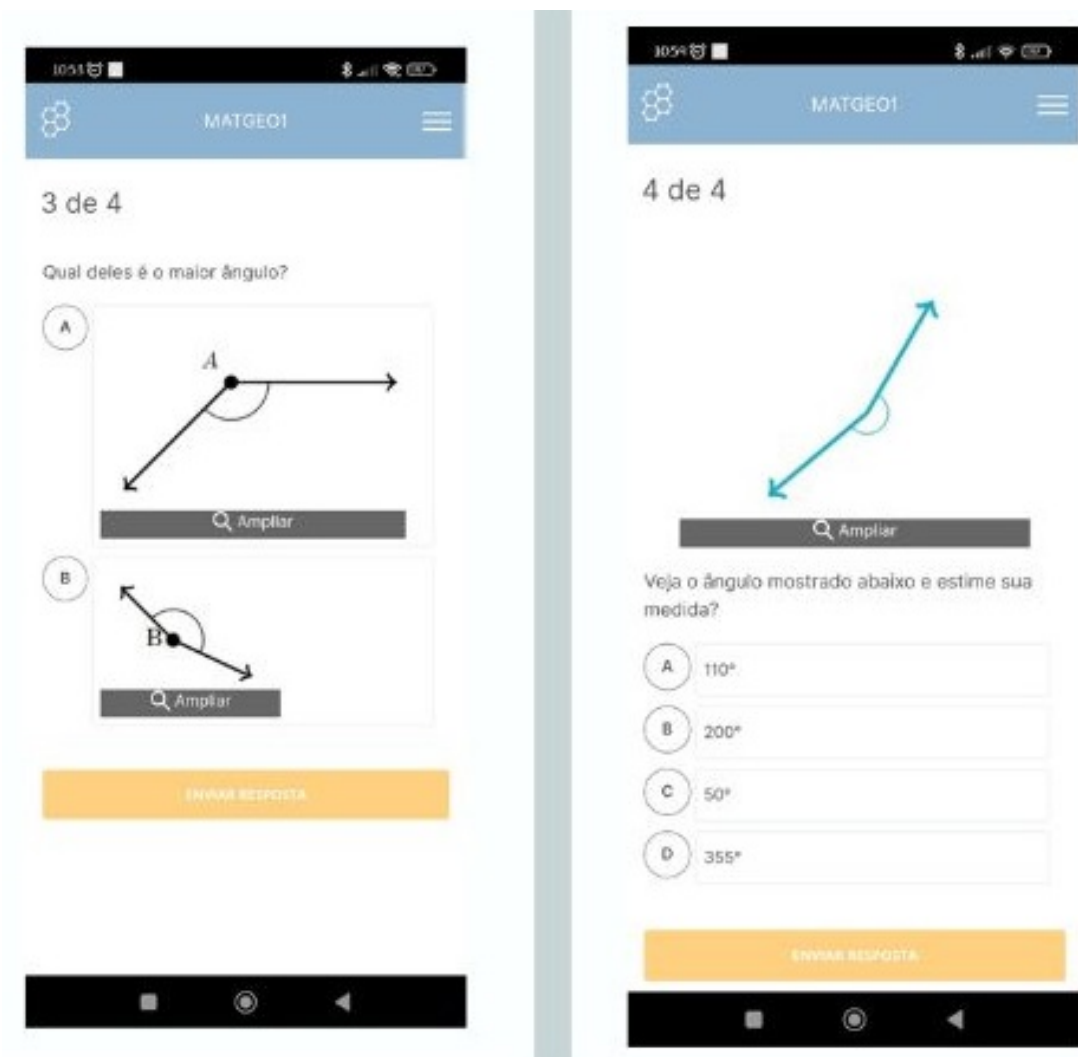 MATGEO1
3 de 4
Qual deles é o maior ângulo?
A
A
Ampliar
B
B
Ampliar
ENVIAR RESPOSTA
1054
MATGEO1
4 de 4
Ampliar
Veja o ângulo mostrado abaixo e estime sua
medida?
A 110°
B 200°
C 50°
D 355°
ENVIAR RESPOSTA